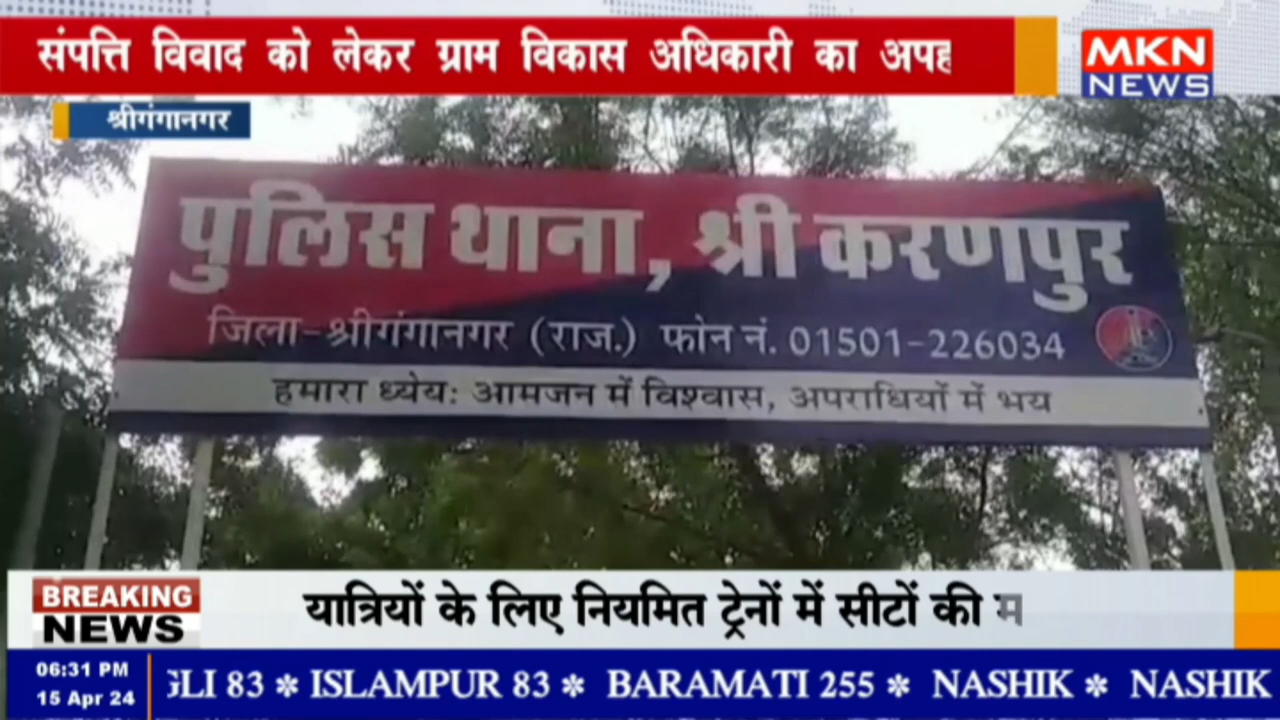 संपत्ति विवाद को लेकर ग्राम विकास अधिकारी का
MKN
NEWS
श्रीगंगानगर
पुलिस थाना, श्री करणपुर
जिला-श्रीगंगानगर (राज.) फोन नं. 01501-226034
हमारा ध्येय: आमजन में विश्वास, अपराधियों में भय
BREAKING
NEWS
यात्रियों के लिए नियमित ट्रेनों में सीटों की
06:31 PM
15 Apr 24
GLI 83 * ISLAMPUR 83 * BARAMATI 255 * NASHIK * NASHIK